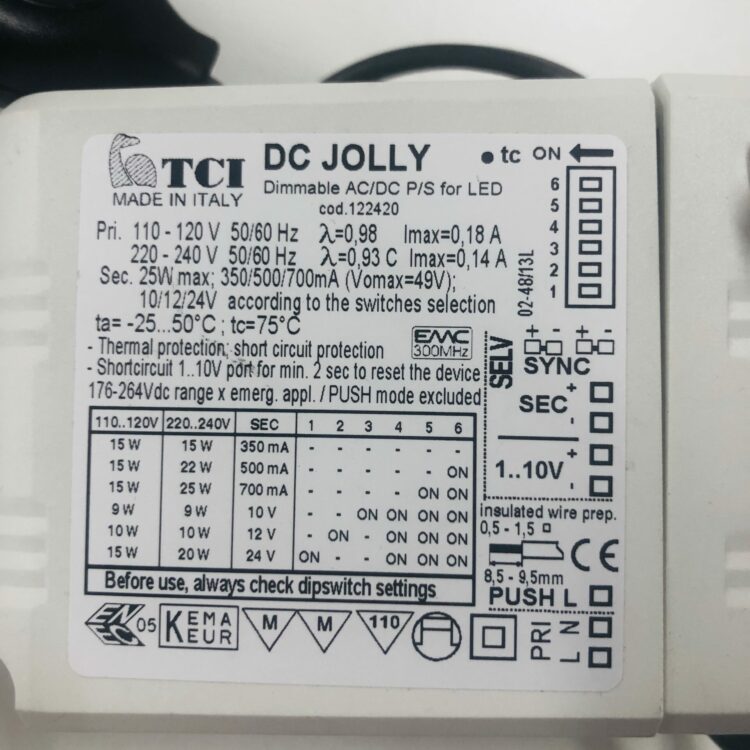 TCI
MADE IN ITALY
DC JOLLY
Dimmable AC/DC P/S for LED
cod.122420
• tc ON
Pri. 110 - 120 V 50/60 Hz λ=0,98 Imax=0,18 A
220 - 240 V 50/60 Hz λ=0,93 C Imax=0,14 A
Sec. 25W max; 350/500/700mA (Vomax=49V);
10/12/24V according to the switches selection
ta= -25...50°C ; tc=75°C
- Thermal protection; short circuit protection
EMC
300MHz
- Shortcircuit 1..10V port for min. 2 sec to reset the device
176-264Vdc range x emerg. appl. / PUSH mode excluded
6
5
4
3
2
1
02-48/13L
SELV
+ - + -
SYNC
SEC + -
1..10V + -
110..120V 220..240V SEC 1 2 3 4 5 6
15 W 15 W 350 mA - - - - - -
15 W 22 W 500 mA - - - - - ON
15 W 25 W 700 mA - - - - ON ON
9 W 9 W 10 V - - ON ON ON ON
10 W 10 W 12 V - ON - ON ON ON
15 W 20 W 24 V ON - - ON ON ON
Before use, always check dipswitch settings
insulated wire prep.
0,5 - 1,5
8,5 - 9,5mm
CE
PUSH L
PRI
N
L
ENEC 05
KEMA
KEUR
M
M
110